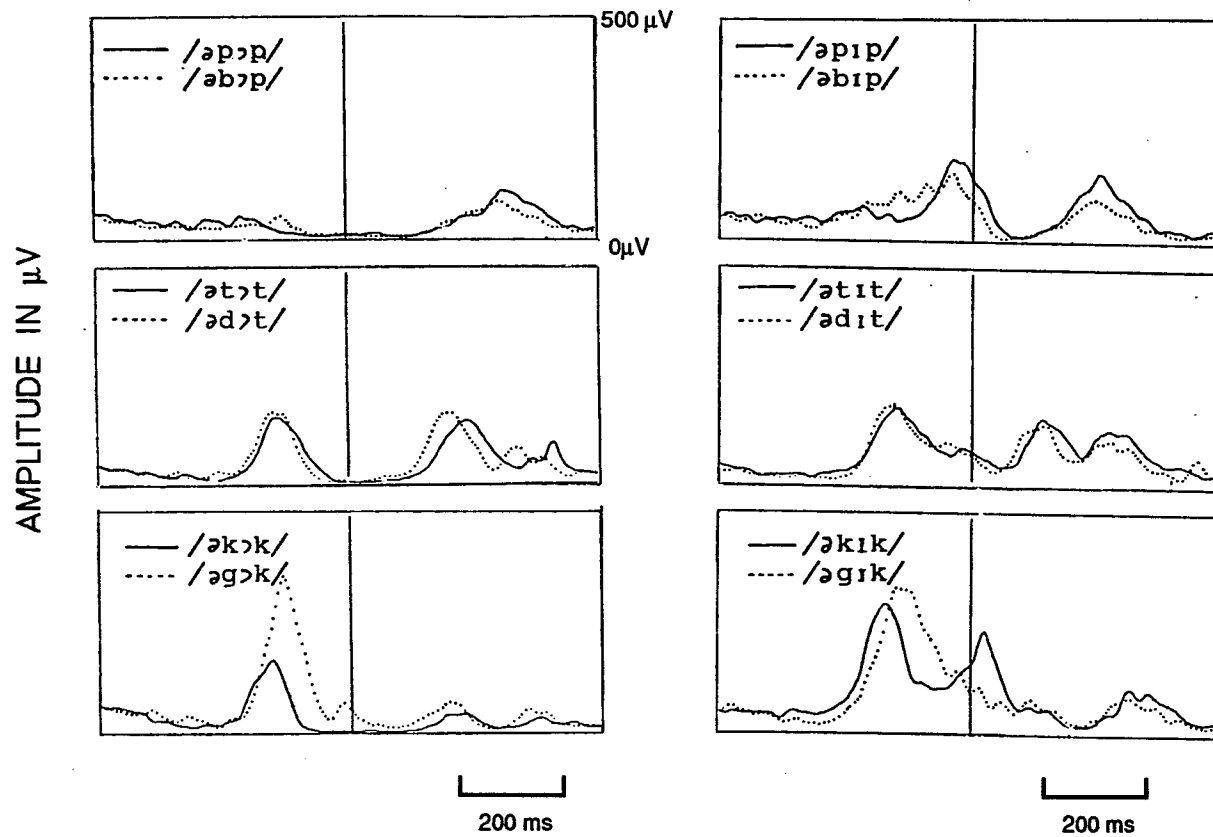 500 μV
/əpɔp/
/əbɔp/
/əpɪp/
/əbɪp/
0μV
AMPLITUDE IN μV
/ətɔt/
/ədɔt/
/ətɪt/
/ədɪt/
/əkɔk/
/əgɔk/
/əkɪk/
/əgɪk/
200 ms
200 ms